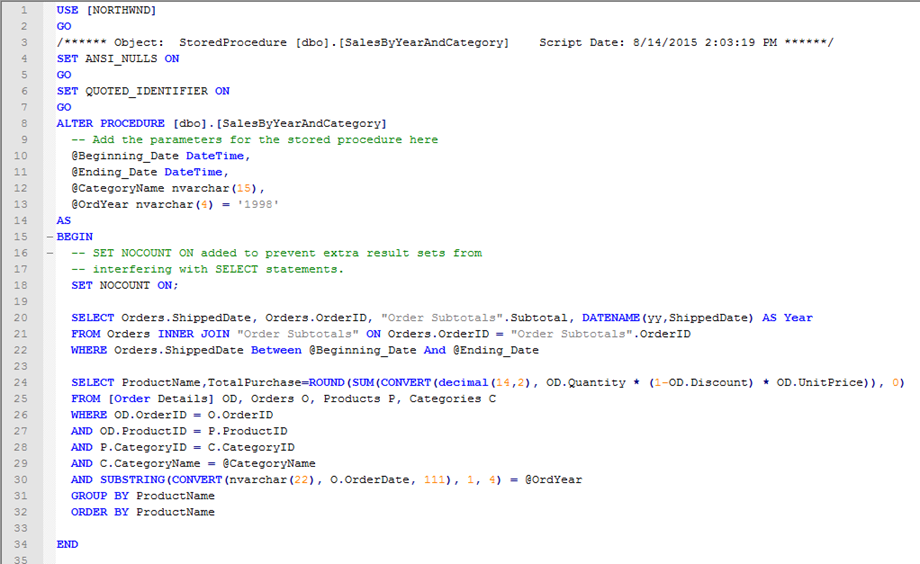 1 USE [NORTHWND]
2 GO
3 /****** Object:  StoredProcedure [dbo].[SalesByYearAndCategory]    Script Date: 8/14/2015 2:03:19 PM ******/
4 SET ANSI_NULLS ON
5 GO
6 SET QUOTED_IDENTIFIER ON
7 GO
8 ALTER PROCEDURE [dbo].[SalesByYearAndCategory]
9   -- Add the parameters for the stored procedure here
10   @Beginning_Date DateTime,
11   @Ending_Date DateTime,
12   @CategoryName nvarchar(15),
13   @OrdYear nvarchar(4) = '1998'
14 AS
15 BEGIN
16   -- SET NOCOUNT ON added to prevent extra result sets from
17   -- interfering with SELECT statements.
18   SET NOCOUNT ON;
19
20   SELECT Orders.ShippedDate, Orders.OrderID, "Order Subtotals".Subtotal, DATENAME(yy,ShippedDate) AS Year
21   FROM Orders INNER JOIN "Order Subtotals" ON Orders.OrderID = "Order Subtotals".OrderID
22   WHERE Orders.ShippedDate Between @Beginning_Date And @Ending_Date
23
24   SELECT ProductName,TotalPurchase=ROUND(SUM(CONVERT(decimal(14,2), OD.Quantity * (1-OD.Discount) * OD.UnitPrice)), 0)
25   FROM [Order Details] OD, Orders O, Products P, Categories C
26   WHERE OD.OrderID = O.OrderID
27   AND OD.ProductID = P.ProductID
28   AND P.CategoryID = C.CategoryID
29   AND C.CategoryName = @CategoryName
30   AND SUBSTRING(CONVERT(nvarchar(22), O.OrderDate, 111), 1, 4) = @OrdYear
31   GROUP BY ProductName
32   ORDER BY ProductName
33
34 END
35